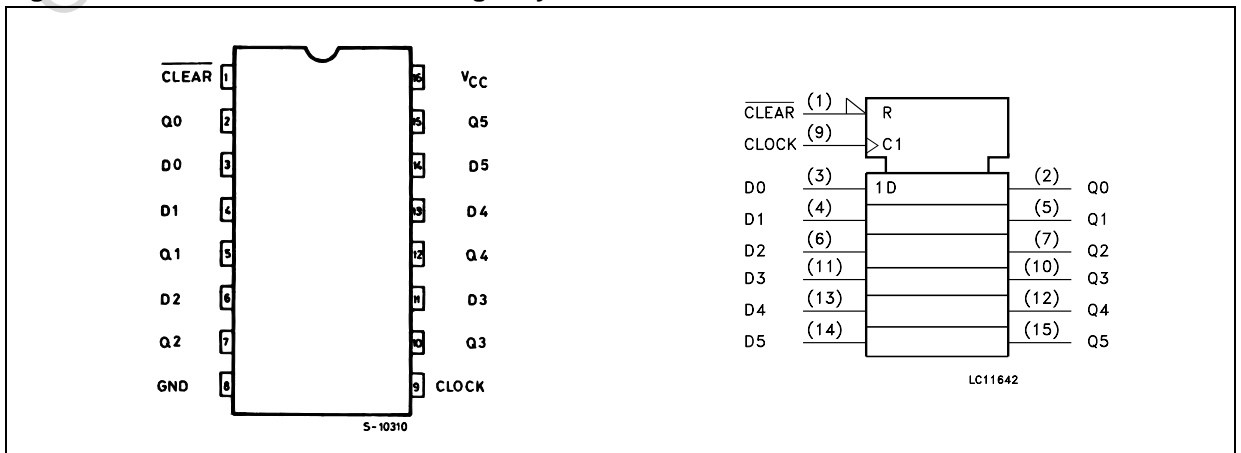 CLEAR 1 16 VCC
Q0 2 15 Q5
D0 3 14 D5
D1 4 13 D4
Q1 5 12 Q4
D2 6 11 D3
Q2 7 10 Q3
GND 8 9 CLOCK
S-10310
CLEAR (1) R
CLOCK (9) C1
D0 (3) 1D (2) Q0
D1 (4) (5) Q1
D2 (6) (7) Q2
D3 (11) (10) Q3
D4 (13) (12) Q4
D5 (14) (15) Q5
LC11642